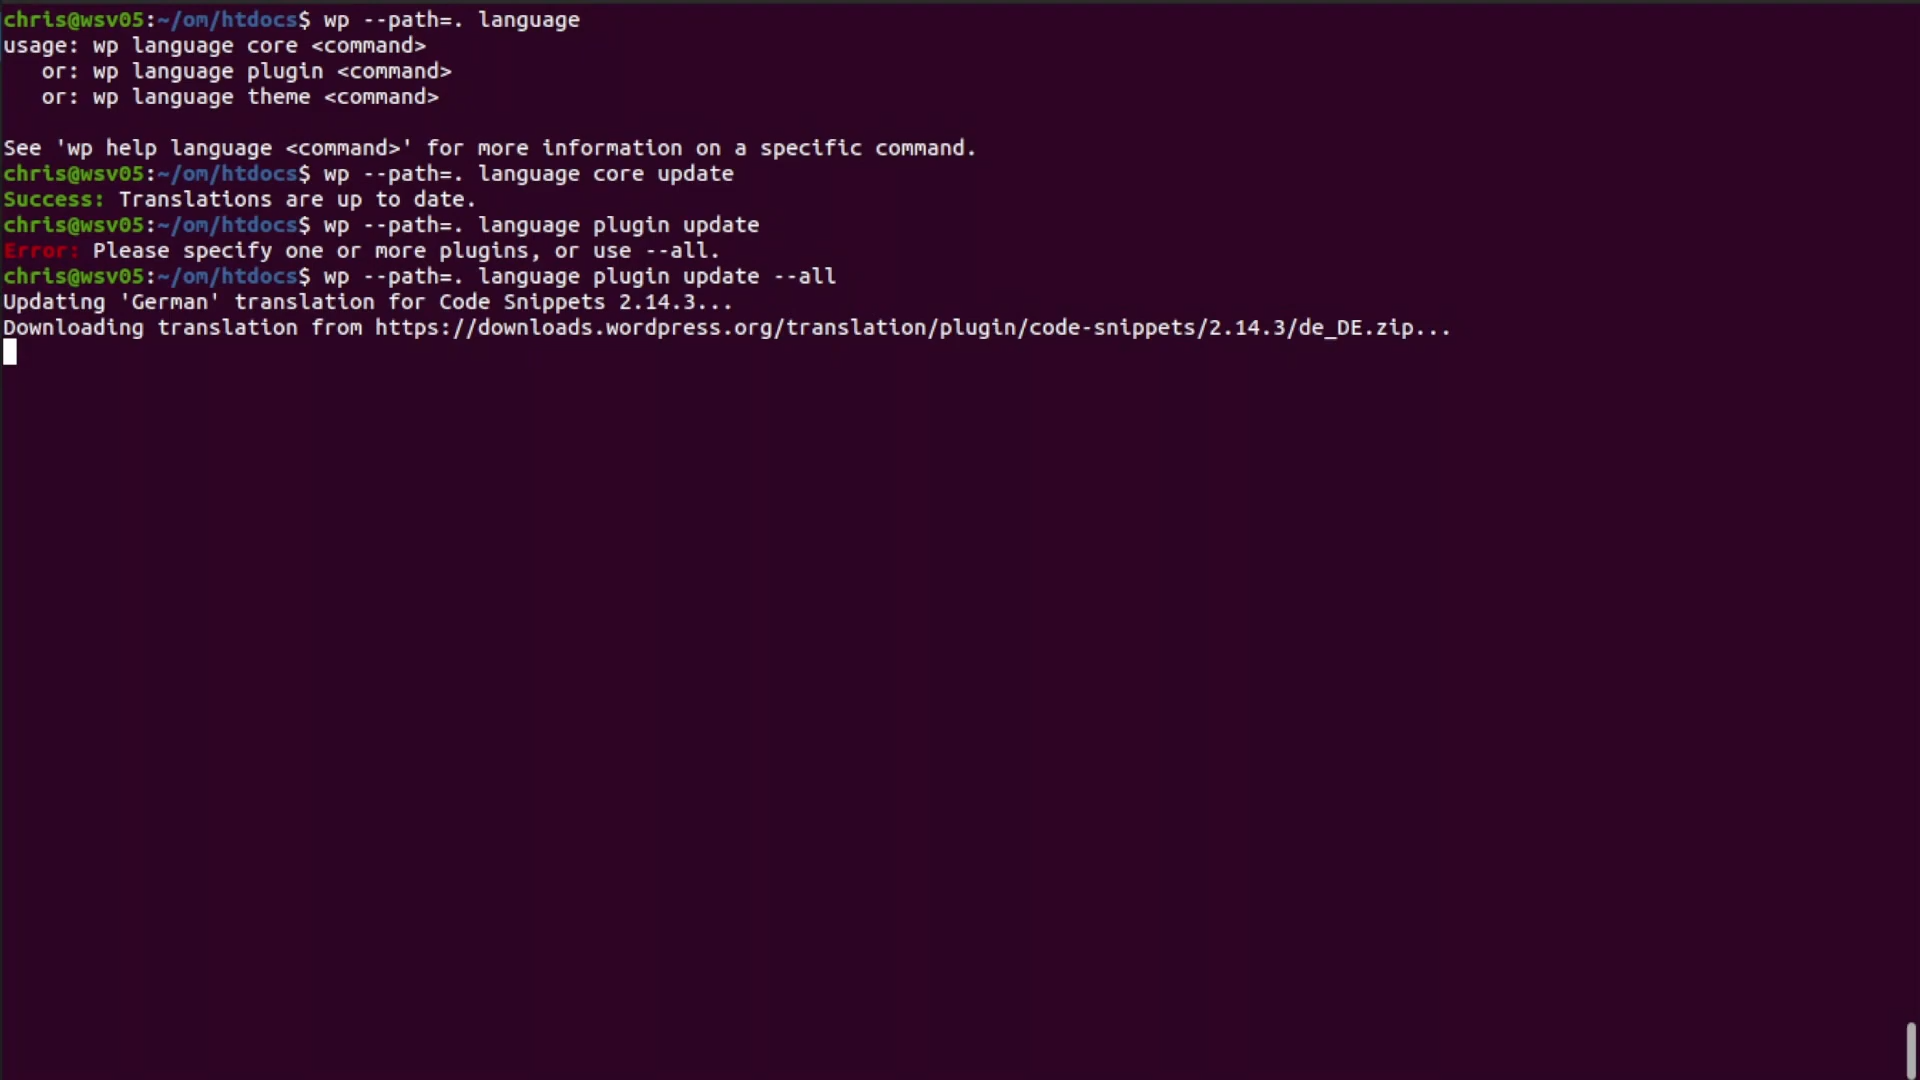 chris@wsv05:~/om/htdocs$ wp --path=. language
usage: wp language core <command>
   or: wp language plugin <command>
   or: wp language theme <command>

See 'wp help language <command>' for more information on a specific command.
chris@wsv05:~/om/htdocs$ wp --path=. language core update
Success: Translations are up to date.
chris@wsv05:~/om/htdocs$ wp --path=. language plugin update
Error: Please specify one or more plugins, or use --all.
chris@wsv05:~/om/htdocs$ wp --path=. language plugin update --all
Updating 'German' translation for Code Snippets 2.14.3...
Downloading translation from https://downloads.wordpress.org/translation/plugin/code-snippets/2.14.3/de_DE.zip...